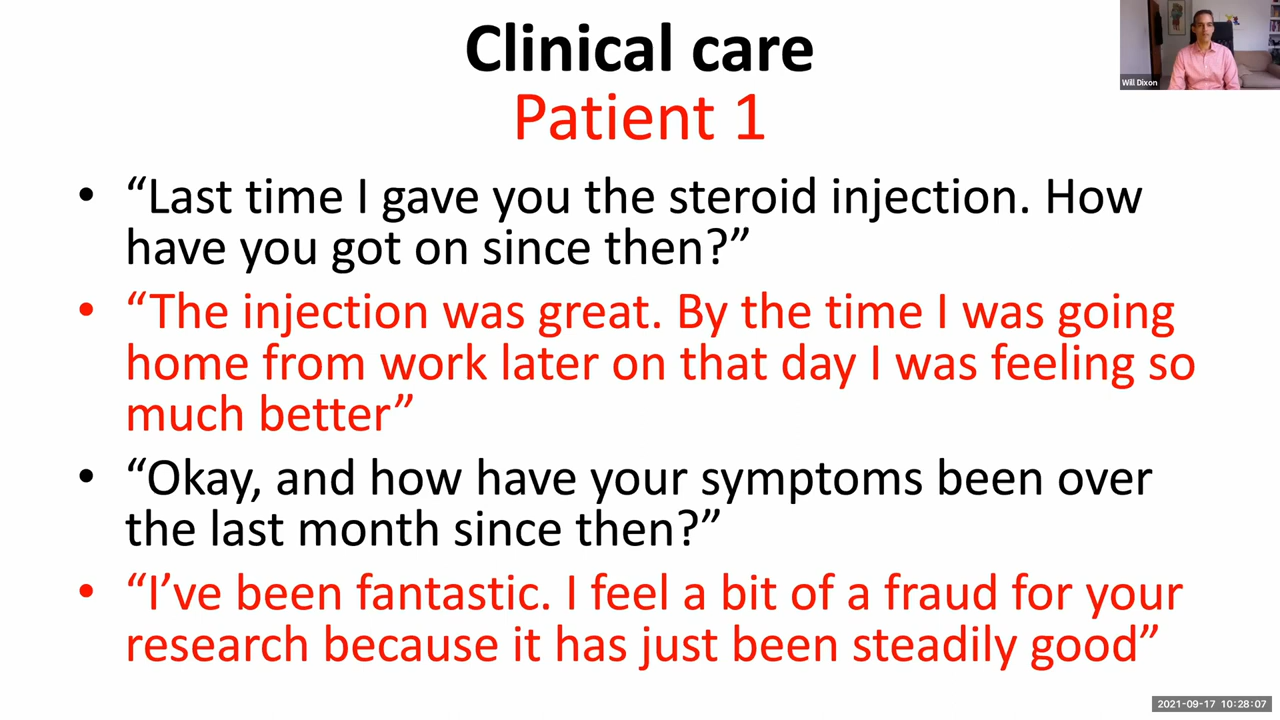 Clinical care
Patient 1
Will Dixon
• “Last time I gave you the steroid injection. How
have you got on since then?”
• “The injection was great. By the time I was going
home from work later on that day I was feeling so
much better”
• “Okay, and how have your symptoms been over
the last month since then?”
• “I’ve been fantastic. I feel a bit of a fraud for your
research because it has just been steadily good”
2021-09-17 10:28:07